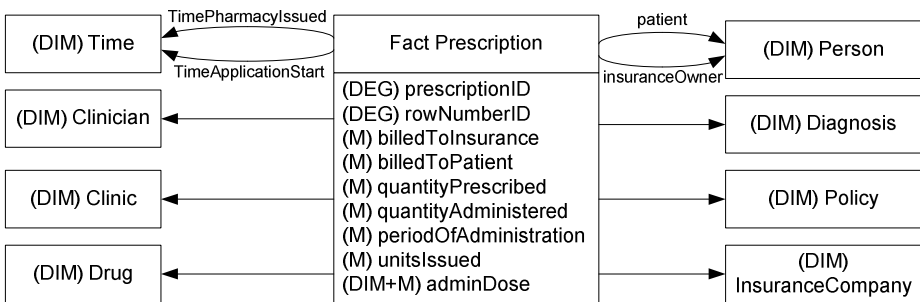 TimePharmacyIssued
(DIM) Time
TimeApplicationStart
(DIM) Clinician
(DIM) Clinic
(DIM) Drug
Fact Prescription
(DEG) prescriptionID
(DEG) rowNumberID
(M) billedToInsurance
(M) billedToPatient
(M) quantityPrescribed
(M) quantityAdministered
(M) periodOfAdministration
(M) unitsIssued
(DIM+M) adminDose
patient
(DIM) Person
insuranceOwner
(DIM) Diagnosis
(DIM) Policy
(DIM)
InsuranceCompany